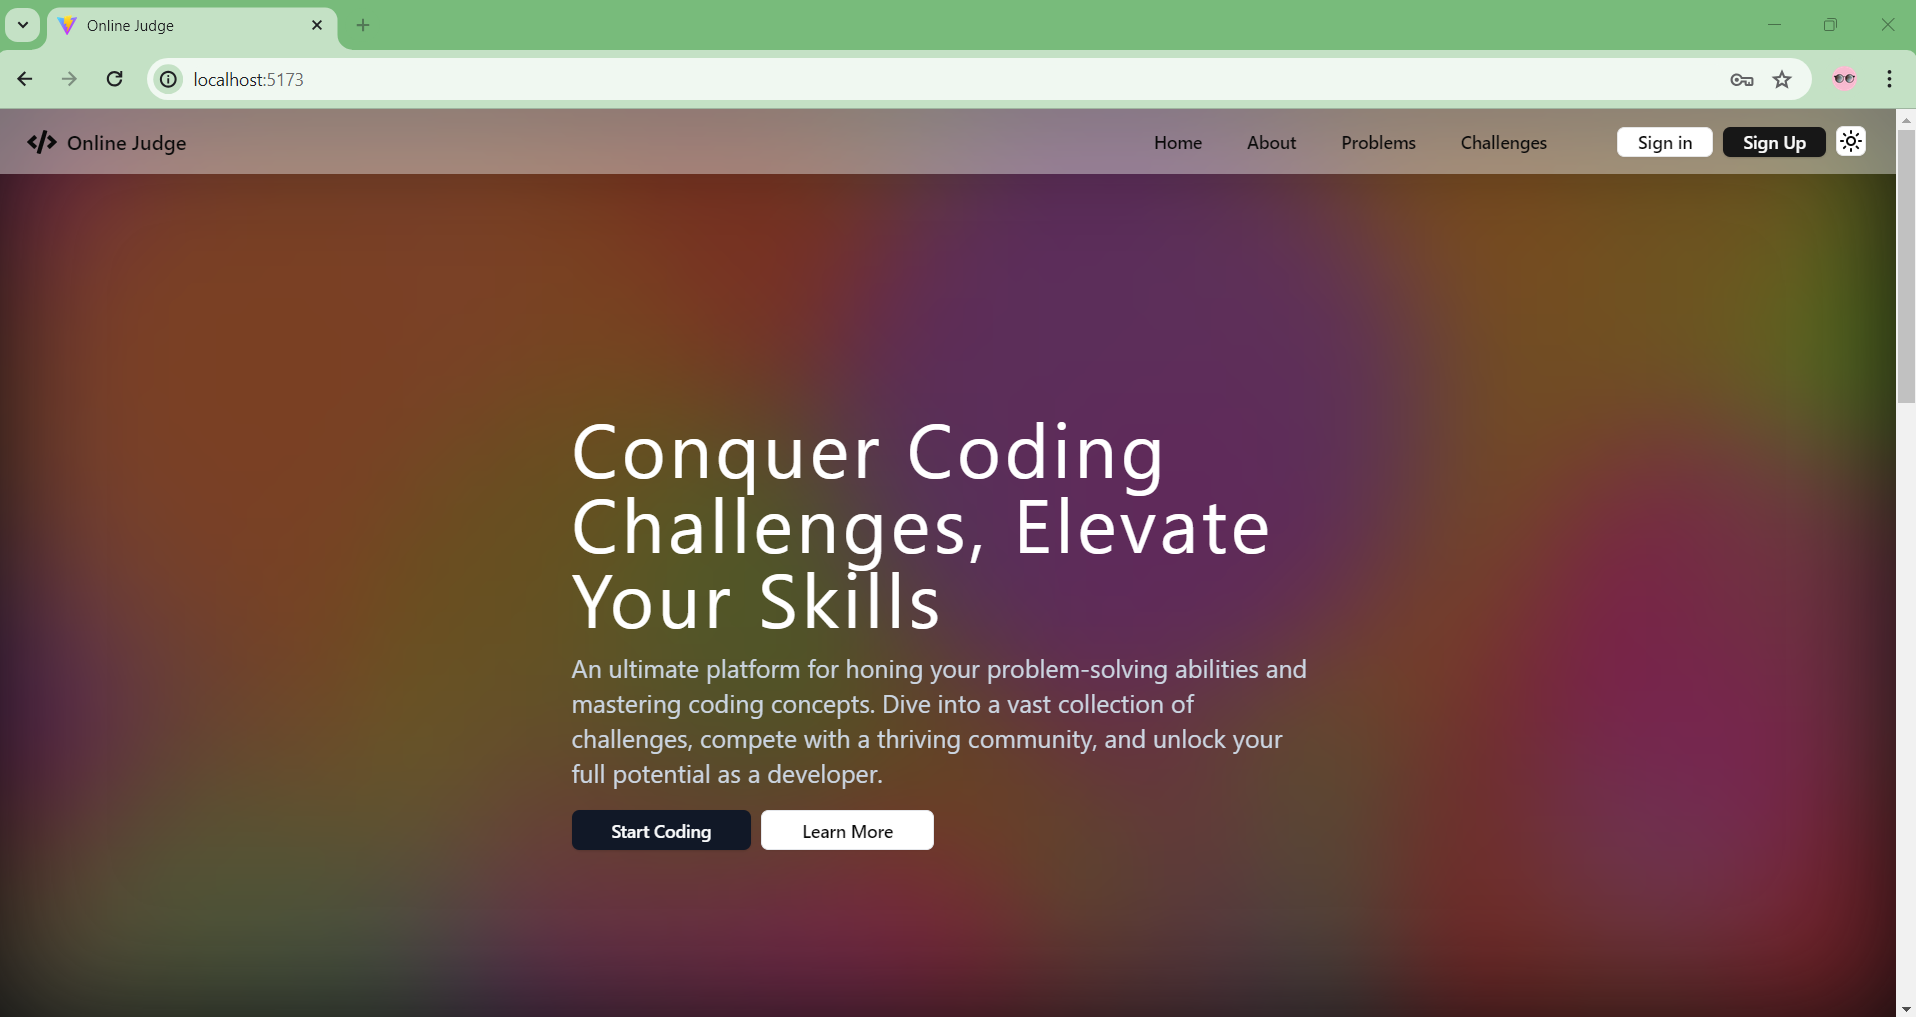 Online Judge
localhost:5173
</> Online Judge
Home About Problems Challenges Sign in Sign Up
Conquer Coding
Challenges, Elevate
Your Skills
An ultimate platform for honing your problem-solving abilities and
mastering coding concepts. Dive into a vast collection of
challenges, compete with a thriving community, and unlock your
full potential as a developer.
Start Coding Learn More